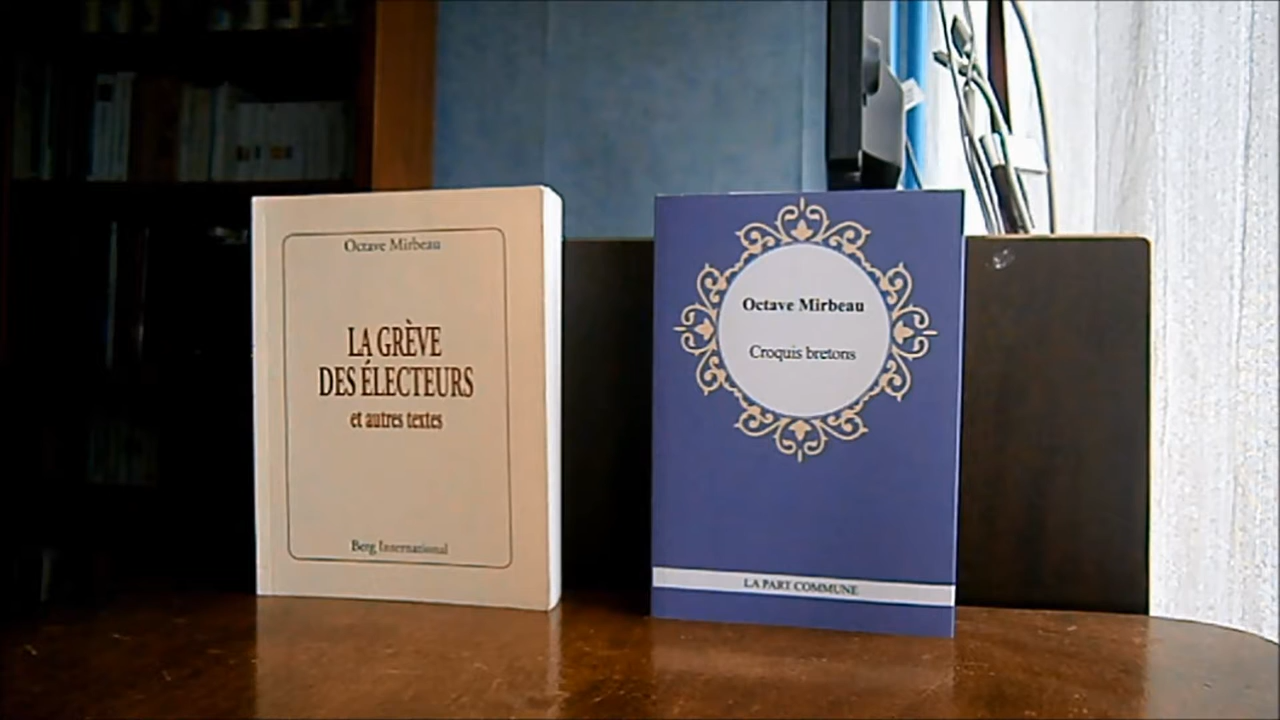 Octave Mirbeau
LA GRÈVE
DES ÉLECTEURS
et autres textes
Berg International
Octave Mirbeau
Croquis bretons
LA PART COMMUNE